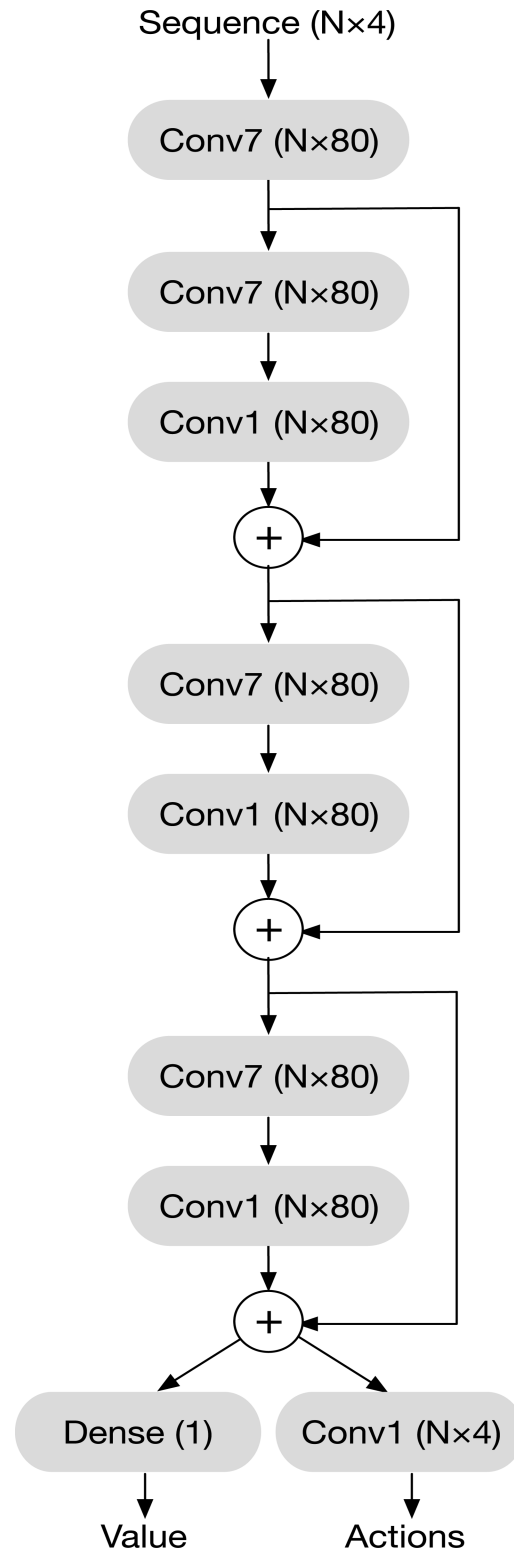 Sequence (N×4)
Conv7 (N×80)
Conv7 (N×80)
Conv1 (N×80)
+
Conv7 (N×80)
Conv1 (N×80)
+
Conv7 (N×80)
Conv1 (N×80)
+
Dense (1)
Conv1 (N×4)
Value
Actions